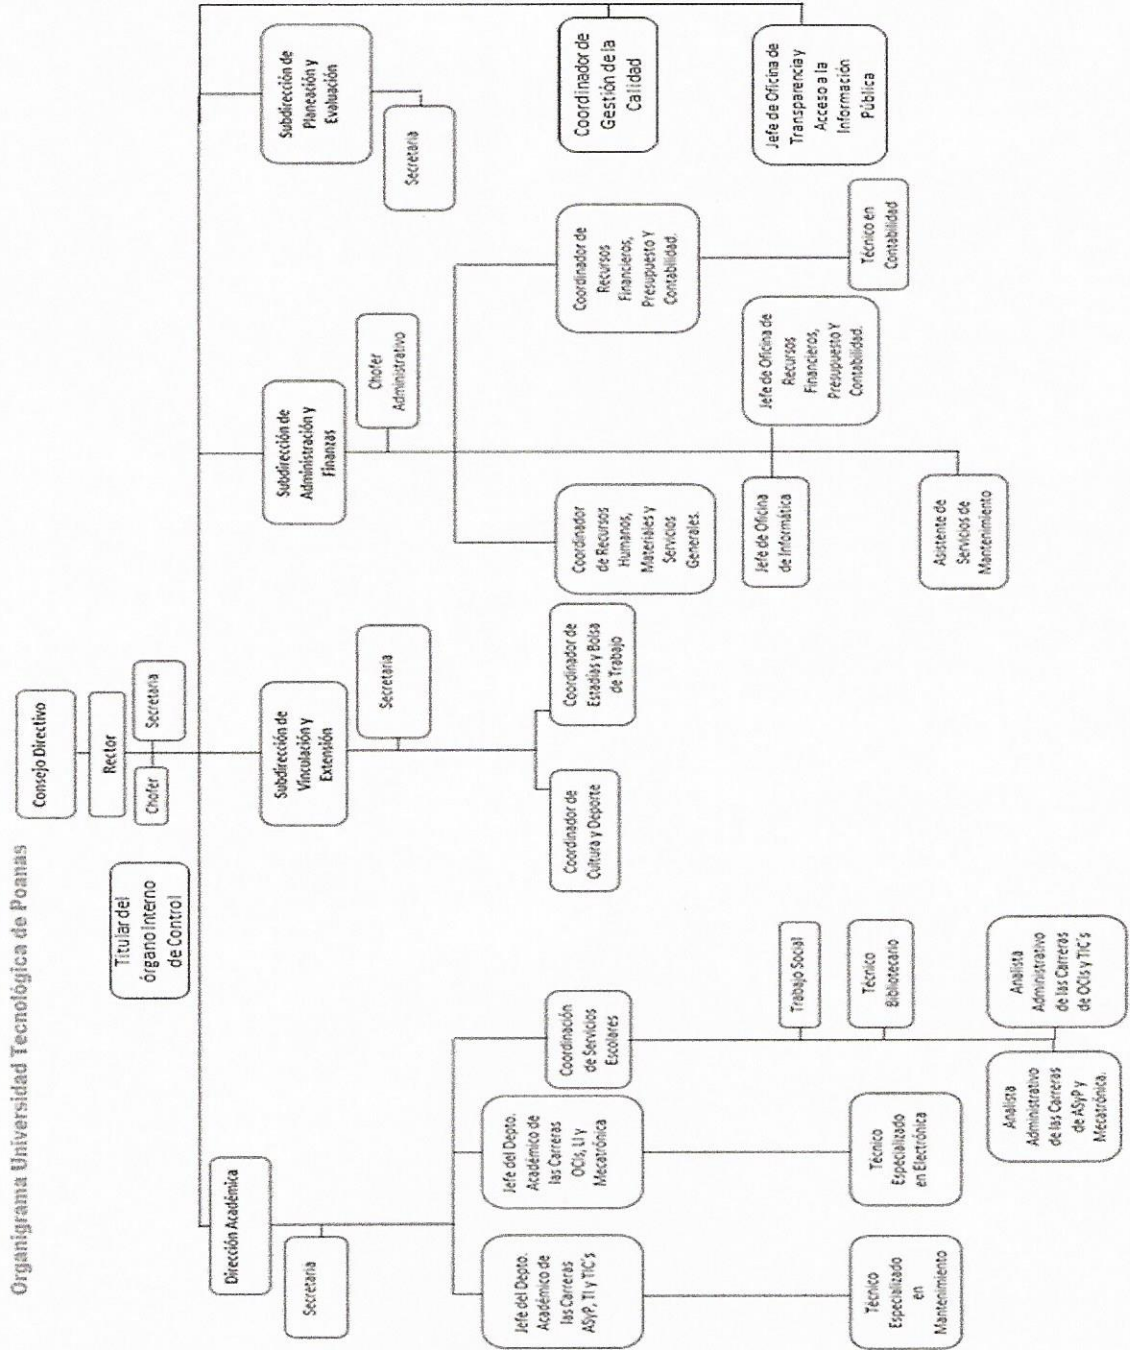 Organigrama Universidad Tecnológica de Poanas
Consejo Directivo
Rector
Chofer
Secretaria
Titular del
órgano Interno
de Control
Dirección Académica
Secretaria
Jefe del Depto.
Académico de
las Carreras
ASyP, TI y TIC´s
Técnico
Especializado
en
Mantenimiento
Jefe del Depto.
Académico de
las Carreras
OCIs, LI y
Mecatrónica
Técnico
Especializado
en Electrónica
Coordinación
de Servicios
Escolares
Trabajo Social
Técnico
Bibliotecario
Analista
Administrativo
de las Carreras
de ASyP y
Mecatrónica.
Analista
Administrativo
de las Carreras
de OCIs y TIC´s
Subdirección de
Vinculación y
Extensión
Secretaria
Coordinador de
Cultura y Deporte
Coordinador de
Estadías y Bolsa
de Trabajo
Subdirección de
Administración y
Finanzas
Chofer
Administrativo
Coordinador
de Recursos
Humanos,
Materiales y
Servicios
Generales.
Coordinador de
Recursos
Financieros,
Presupuesto Y
Contabilidad.
Técnico en
Contabilidad
Jefe de Oficina
de Informática
Jefe de Oficina de
Recursos
Financieros,
Presupuesto Y
Contabilidad.
Asistente de
Servicios de
Mantenimiento
Subdirección de
Planeación y
Evaluación
Secretaria
Coordinador de
Gestión de la
Calidad
Jefe de Oficina de
Transparencia y
Acceso a la
Información
Pública